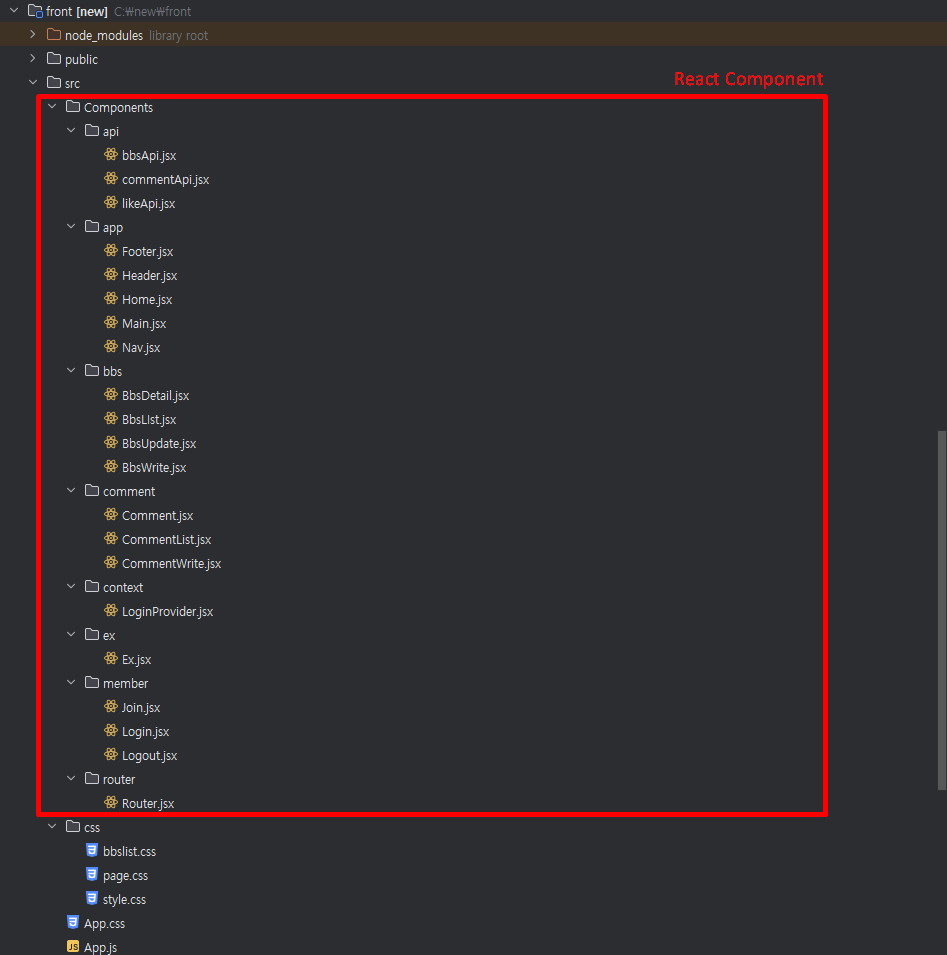 front [new] C:₩new₩front
node_modules library root
public
src
React Component
Components
api
bbsApi.jsx
commentApi.jsx
likeApi.jsx
app
Footer.jsx
Header.jsx
Home.jsx
Main.jsx
Nav.jsx
bbs
BbsDetail.jsx
BbsLIst.jsx
BbsUpdate.jsx
BbsWrite.jsx
comment
Comment.jsx
CommentList.jsx
CommentWrite.jsx
context
LoginProvider.jsx
ex
Ex.jsx
member
Join.jsx
Login.jsx
Logout.jsx
router
Router.jsx
css
bbslist.css
page.css
style.css
App.css
JS App.js